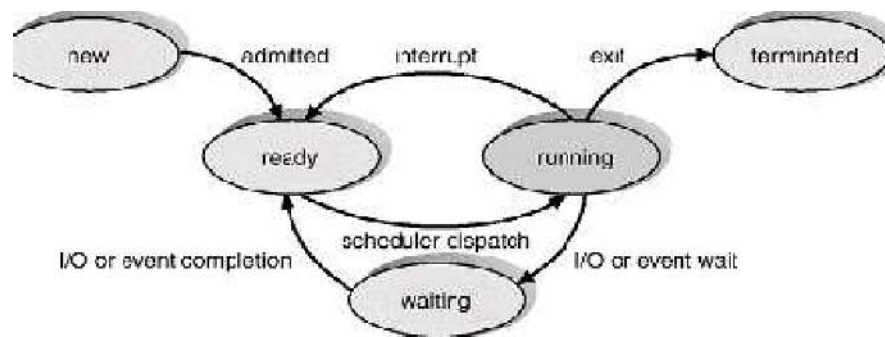 new
admitted
interrupt
exit
terminated
ready
running
scheduler dispatch
I/O or event completion
I/O or event wait
waiting